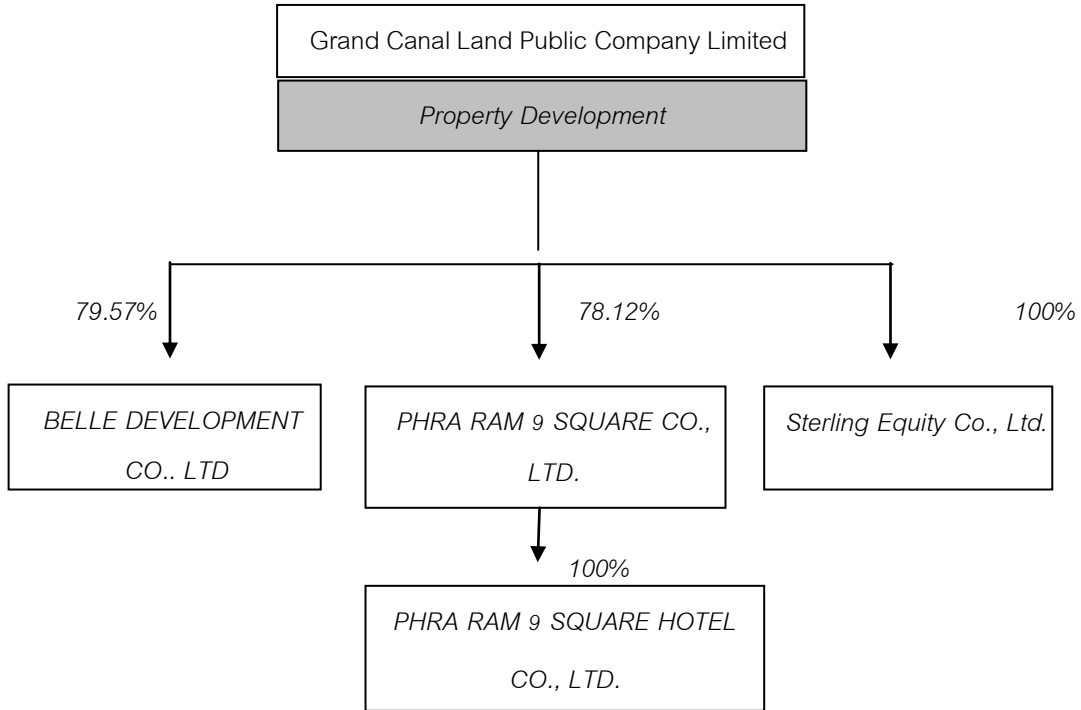 Grand Canal Land Public Company Limited
Property Development
79.57%
78.12%
100%
BELLE DEVELOPMENT
CO.. LTD
PHRA RAM 9 SQUARE CO.,
LTD.
Sterling Equity Co., Ltd.
100%
PHRA RAM 9 SQUARE HOTEL
CO., LTD.